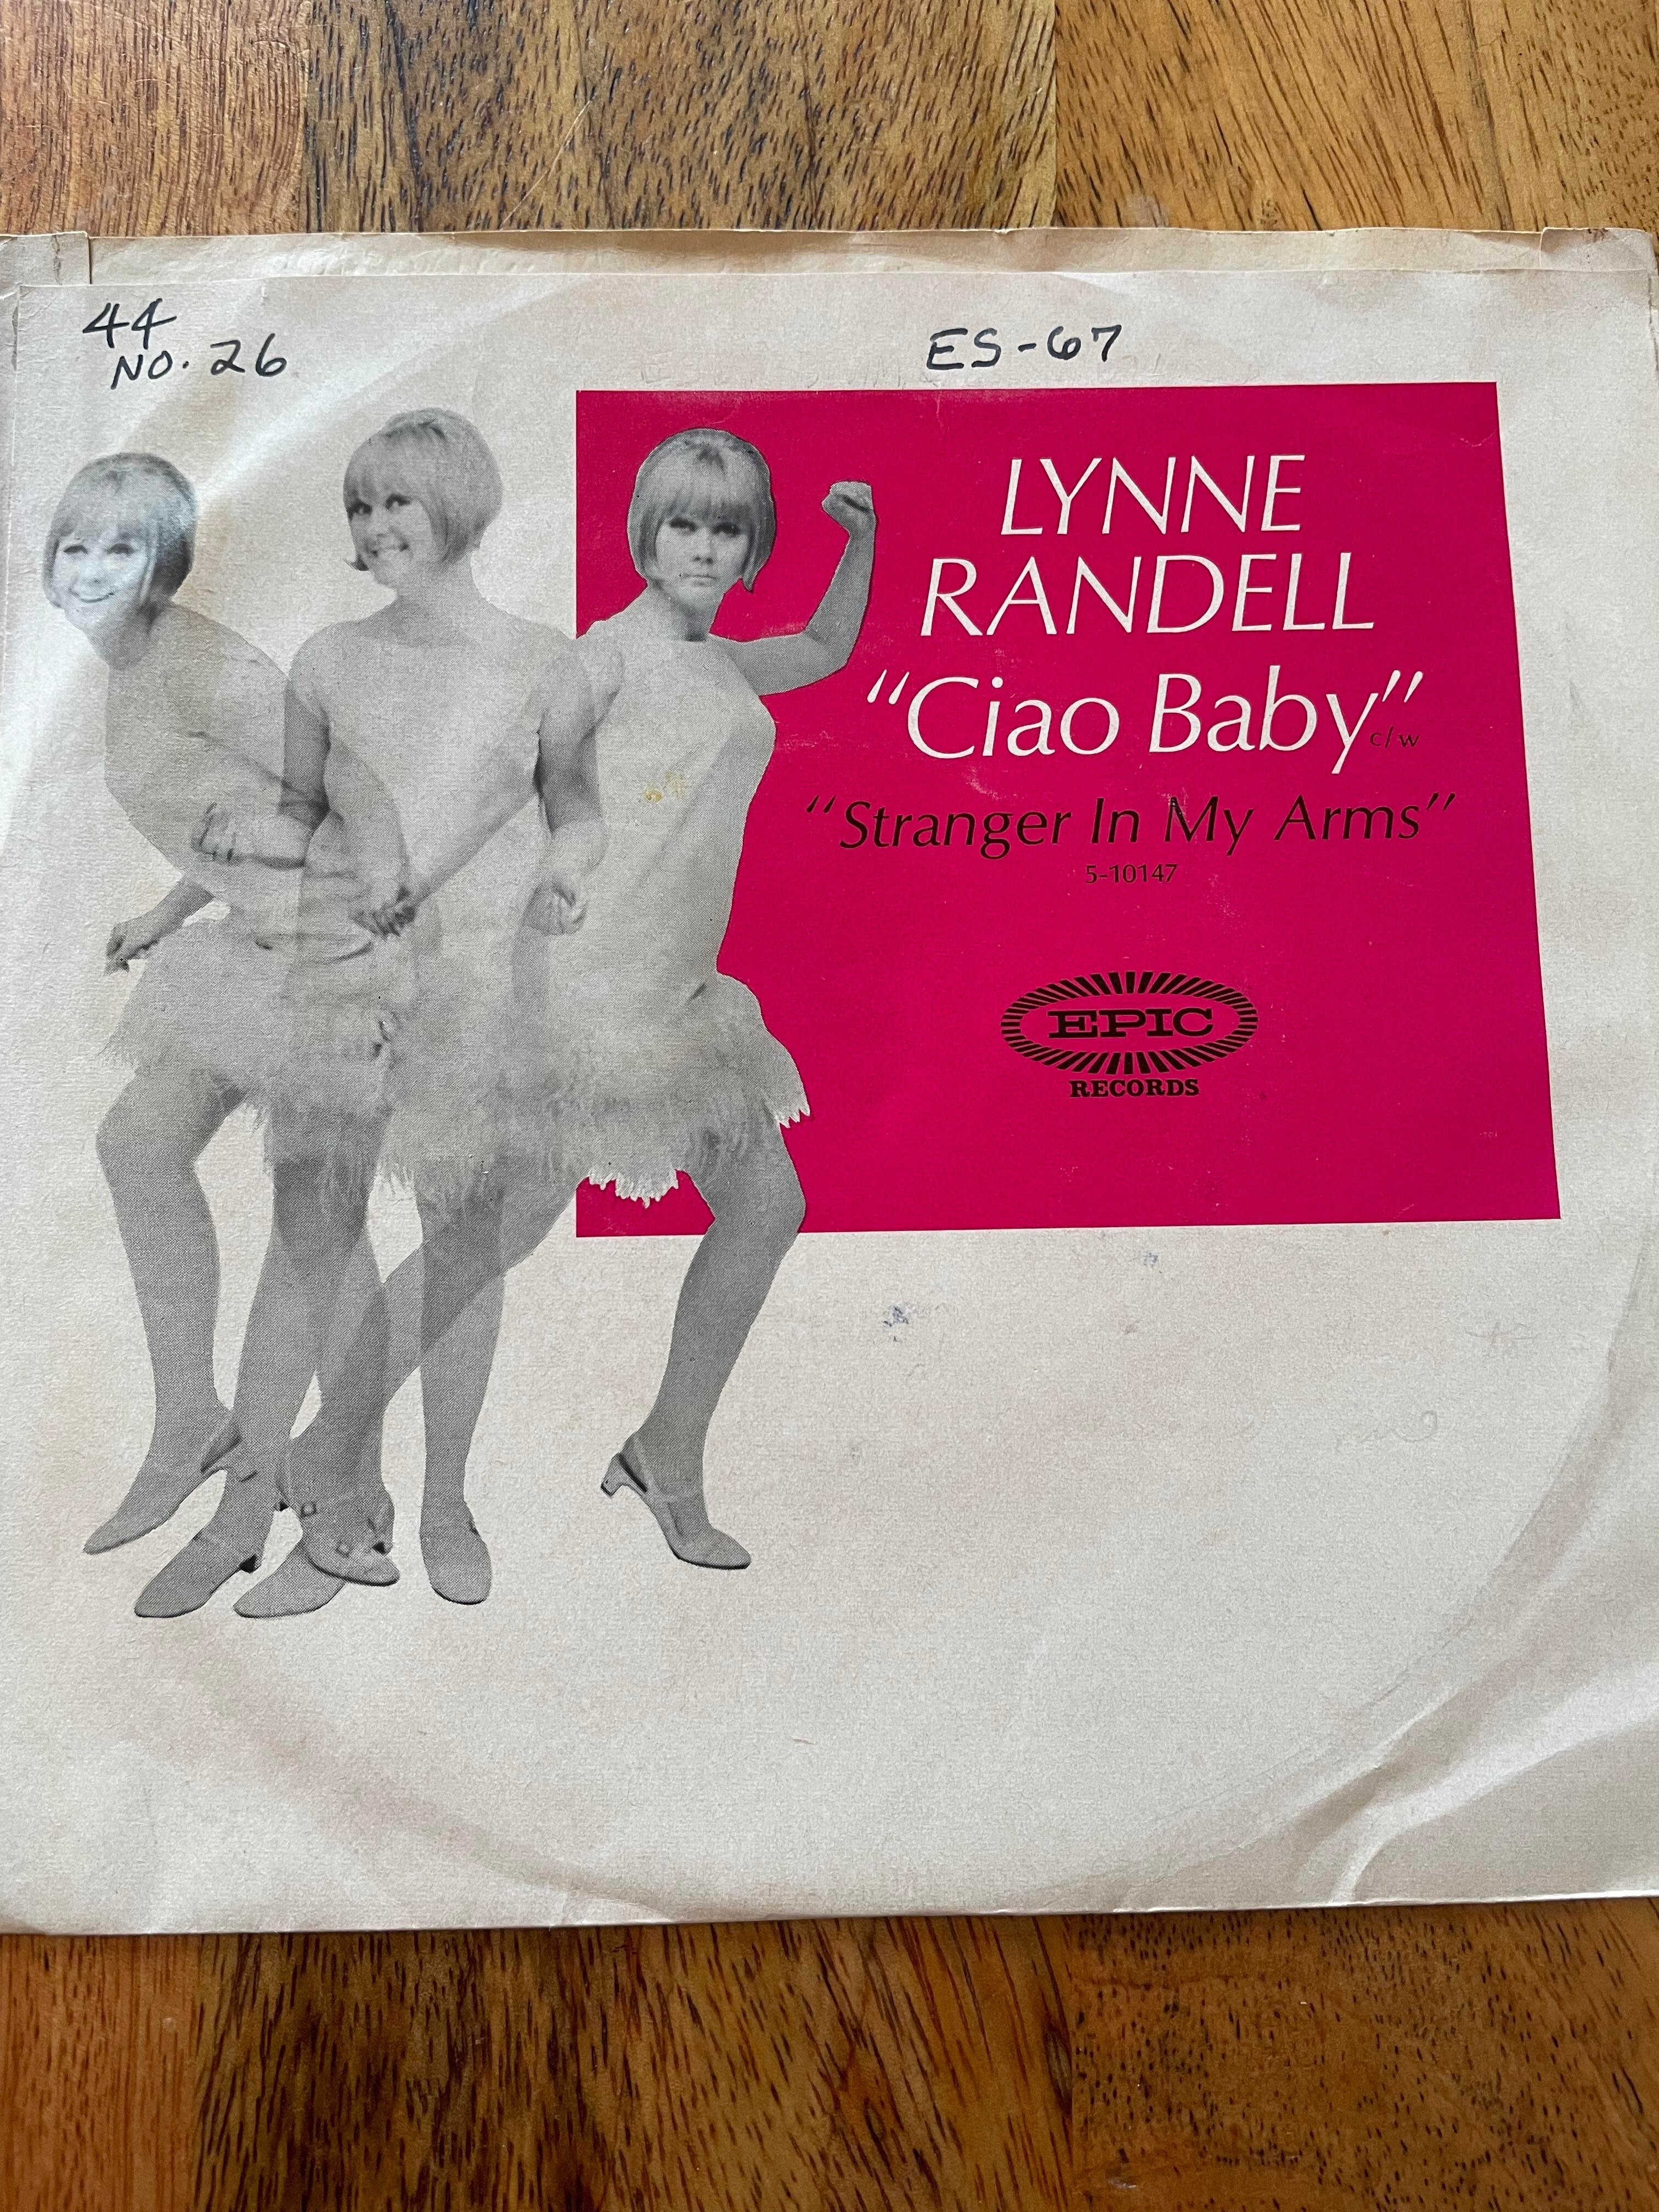 44
NO. 26
ES-67
LYNNE
RANDELL
"Ciao Baby" c/w
"Stranger In My Arms"
5-10147
EPIC
RECORDS